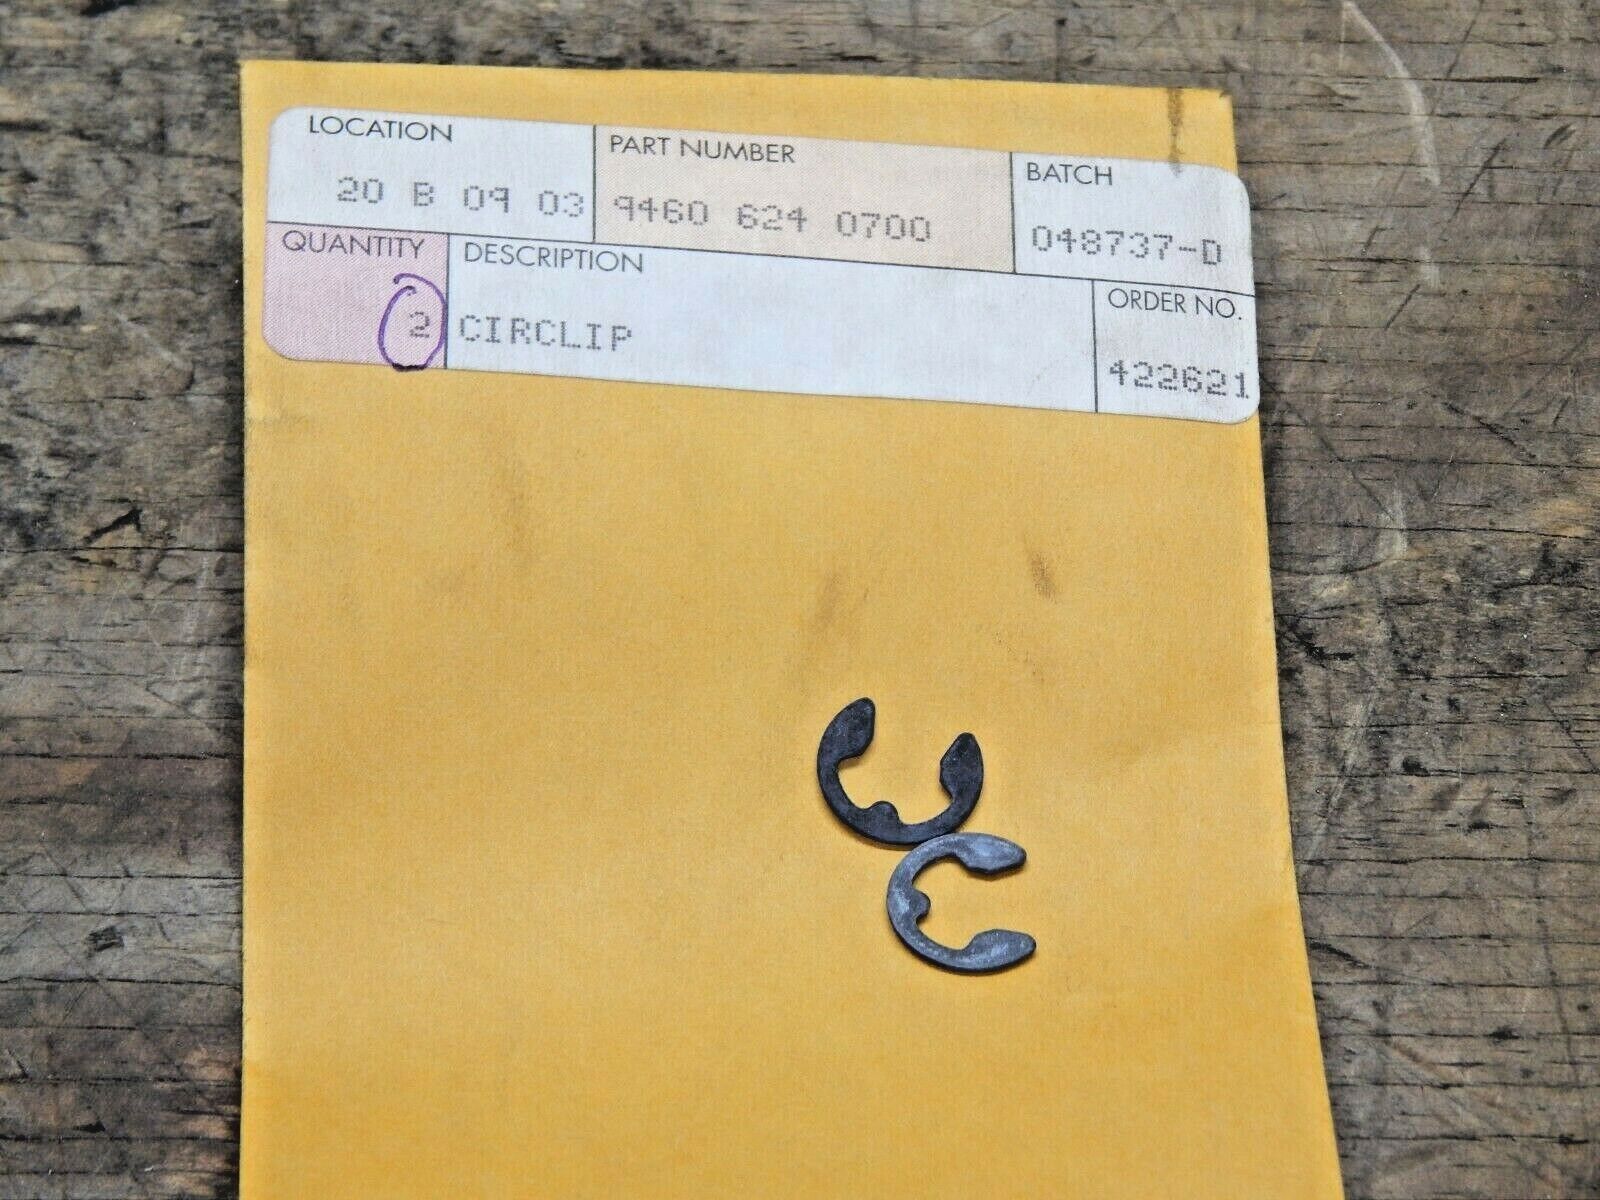 LOCATION
20 B 09 03
PART NUMBER
9460 624 0700
BATCH
048737-D
QUANTITY
2
DESCRIPTION
CIRCLIP
ORDER NO.
422621